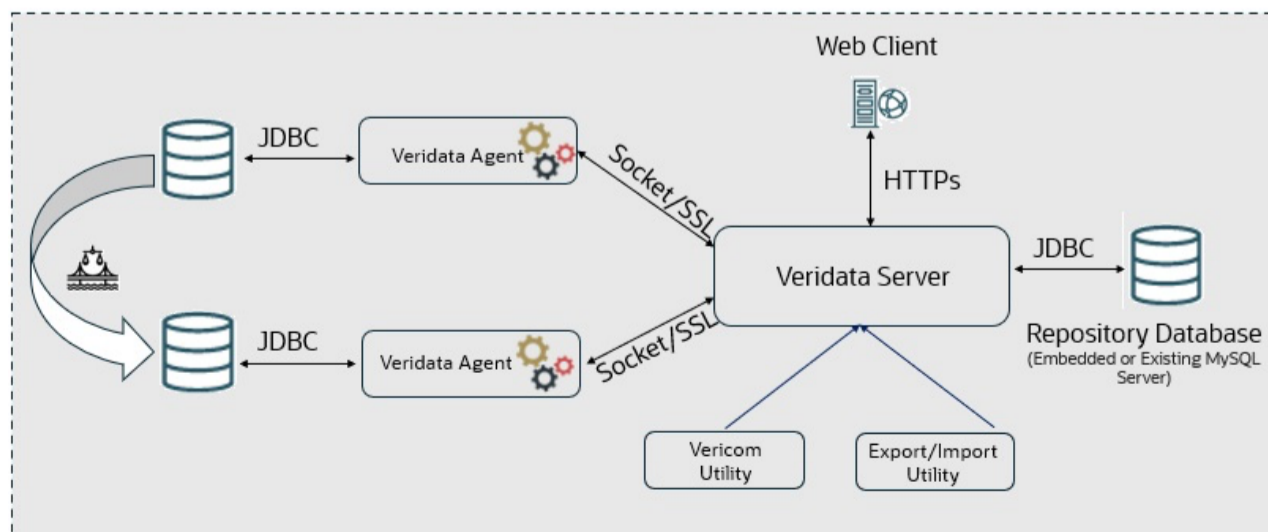 Web Client
JDBC
Veridata Agent
Socket/SSL
HTTPs
Veridata Server
JDBC
Repository Database
(Embedded or Existing MySQL
Server)
JDBC
Veridata Agent
Socket/SSL
Vericom
Utility
Export/Import
Utility